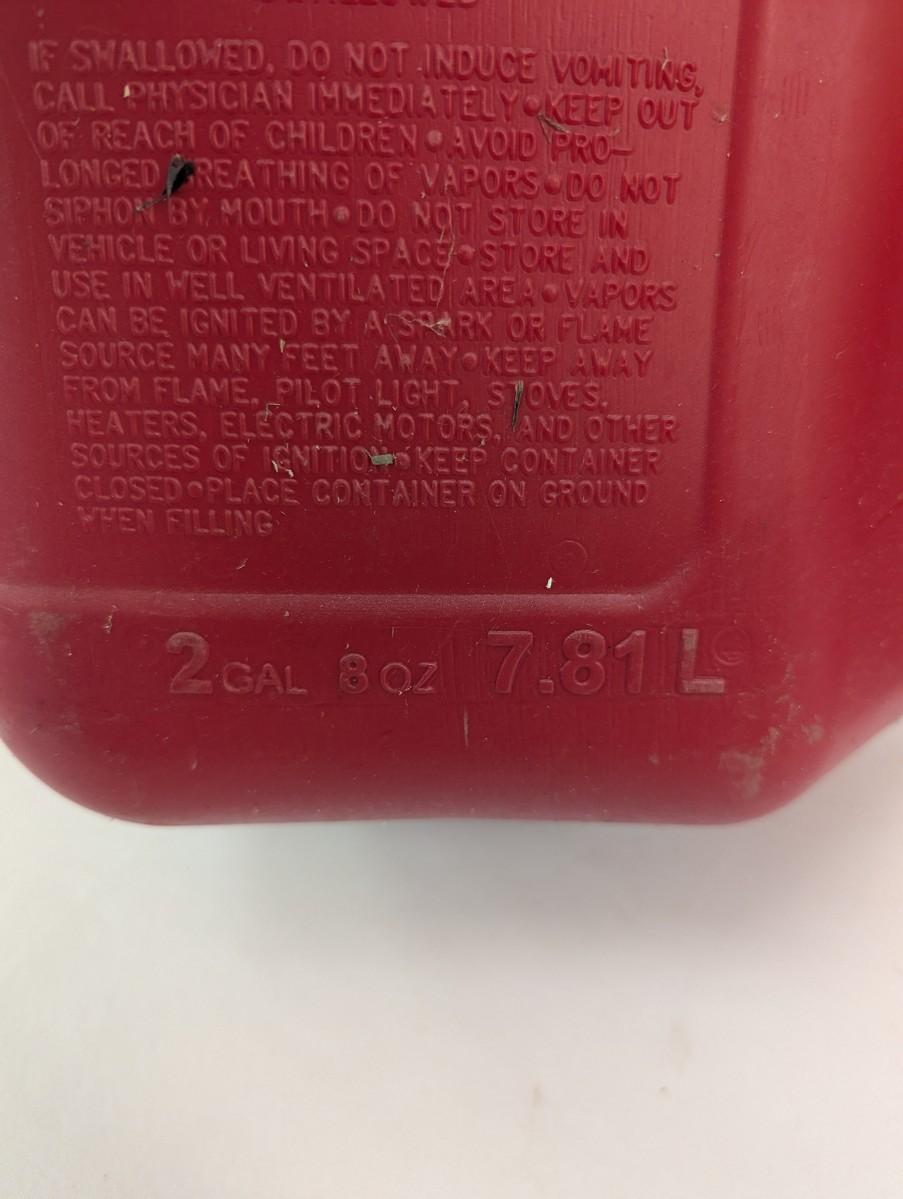 IF SWALLOWED, DO NOT INDUCE VOMITING,
CALL PHYSICIAN IMMEDIATELY • KEEP OUT
OF REACH OF CHILDREN • AVOID PRO-
LONGED BREATHING OF VAPORS • DO NOT
SIPHON BY MOUTH • DO NOT STORE IN
VEHICLE OR LIVING SPACE • STORE AND
USE IN WELL VENTILATED AREA • VAPORS
CAN BE IGNITED BY A SPARK OR FLAME
SOURCE MANY FEET AWAY • KEEP AWAY
FROM FLAME, PILOT LIGHT, STOVES,
HEATERS, ELECTRIC MOTORS, AND OTHER
SOURCES OF IGNITION • KEEP CONTAINER
CLOSED • PLACE CONTAINER ON GROUND
WHEN FILLING
2 GAL 8 OZ 7.81 L